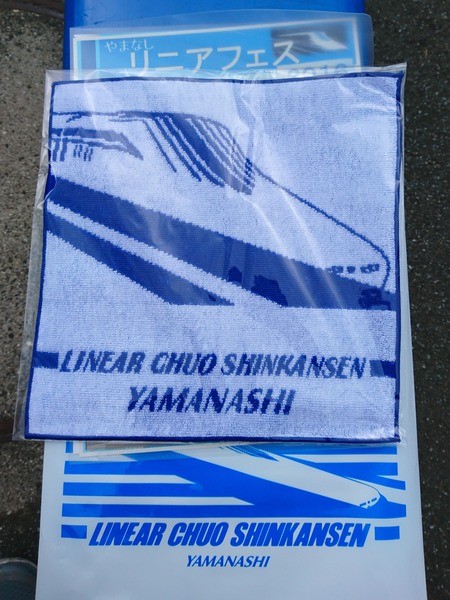 やまなし
リニアフェス
LINEAR CHUO SHINKANSEN
YAMANASHI
LINEAR CHUO SHINKANSEN
YAMANASHI